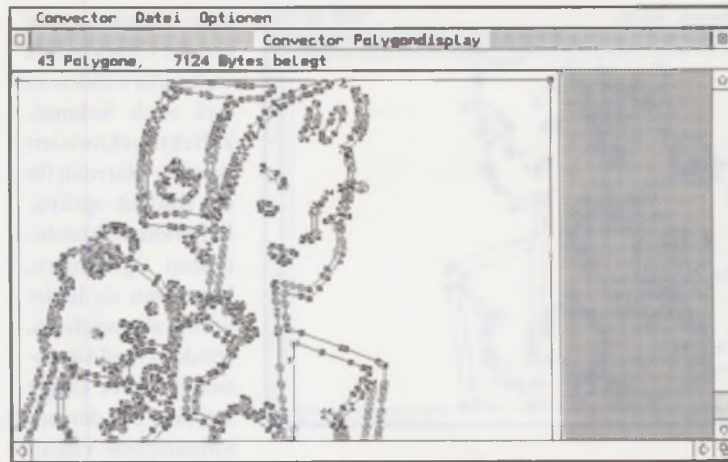 Convector Datei Optionen
Convector Polygondisplay
43 Polygone, 7124 Bytes belegt